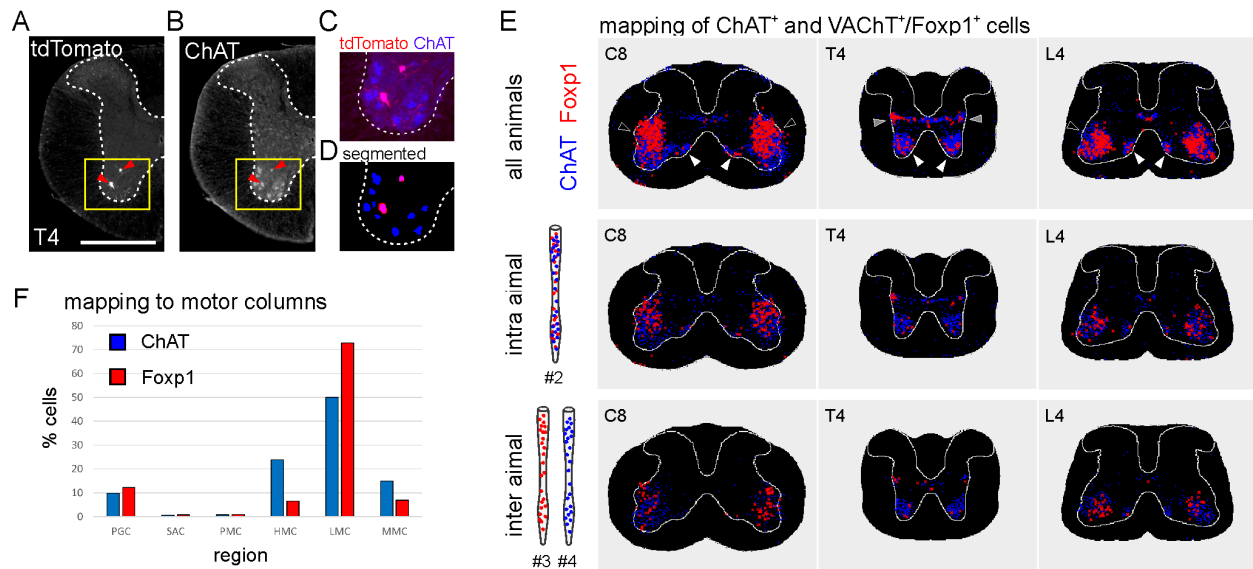 A
tdTomato
T4
B
ChAT
C
tdTomato ChAT
D
segmented
E
mapping of ChAT⁺ and VAChT⁺/Foxp1⁺ cells
ChAT Foxp1
all animals
C8
T4
L4
intra aimal
#2
C8
T4
L4
inter aimal
#3 #4
C8
T4
L4
F
mapping to motor columns
ChAT
Foxp1
% cells
80
70
60
50
40
30
20
10
0
PGC SAC PMC HMC LMC MMC
region